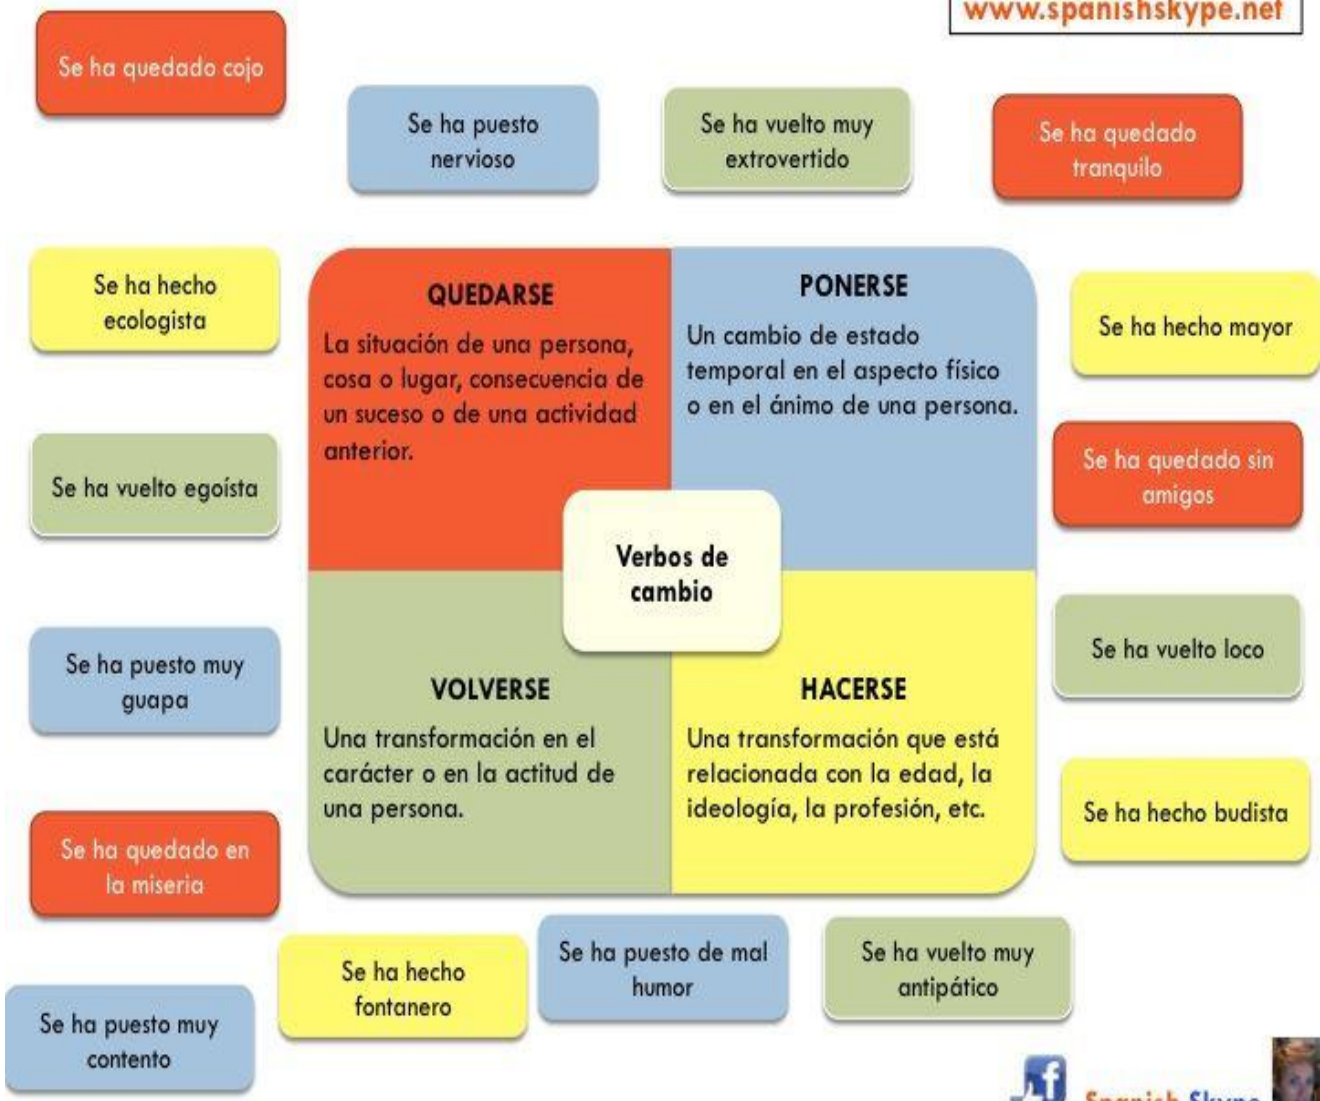 www.spanishskype.net
Se ha quedado cojo
Se ha puesto
nervioso
Se ha vuelto muy
extrovertido
Se ha quedado
tranquilo
Se ha hecho
ecologista
QUEDARSE
La situación de una persona,
cosa o lugar, consecuencia de
un suceso o de una actividad
anterior.
PONERSE
Un cambio de estado
temporal en el aspecto físico
o en el ánimo de una persona.
Se ha hecho mayor
Se ha vuelto egoísta
Se ha quedado sin
amigos
Verbos de
cambio
Se ha puesto muy
guapa
VOLVERSE
Una transformación en el
carácter o en la actitud de
una persona.
HACERSE
Una transformación que está
relacionada con la edad, la
ideología, la profesión, etc.
Se ha vuelto loco
Se ha quedado en
la miseria
Se ha hecho budista
Se ha puesto muy
contento
Se ha hecho
fontanero
Se ha puesto de mal
humor
Se ha vuelto muy
antipático
f
Spanish Skype